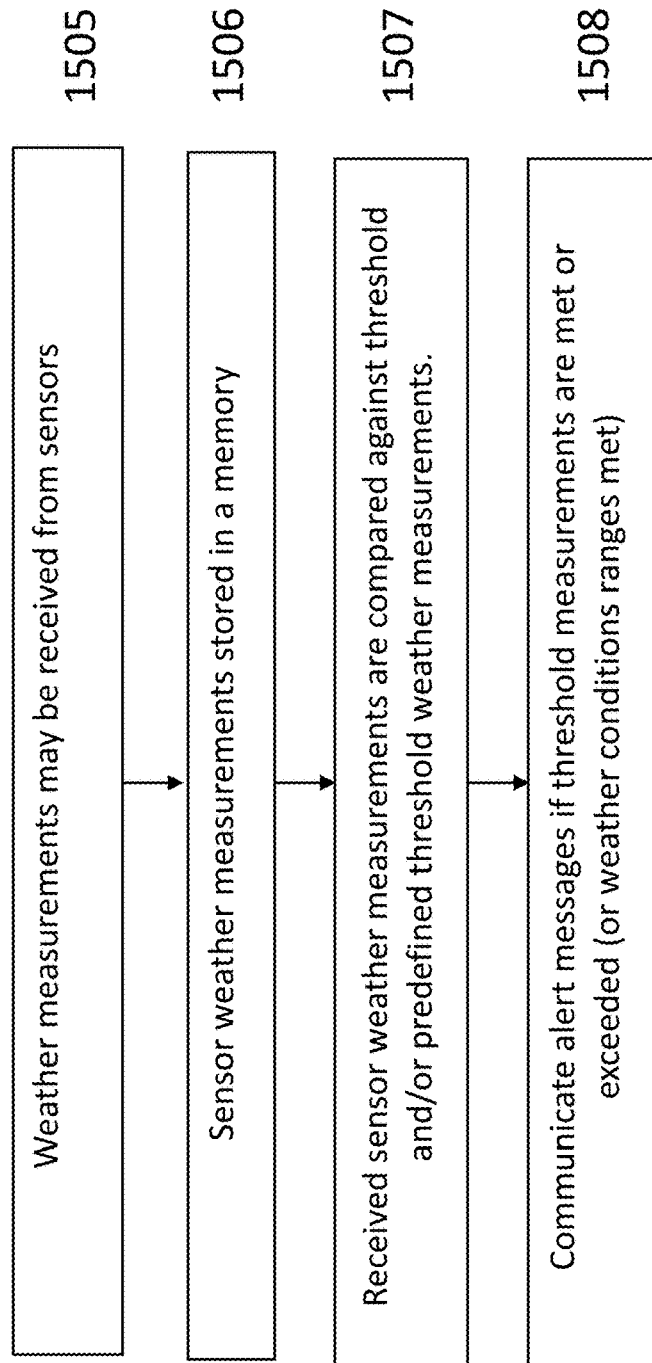 Weather measurements may be received from sensors
1505
Sensor weather measurements stored in a memory
1506
Received sensor weather measurements are compared against threshold
and/or predefined threshold weather measurements.
1507
Communicate alert messages if threshold measurements are met or
exceeded (or weather conditions ranges met)
1508